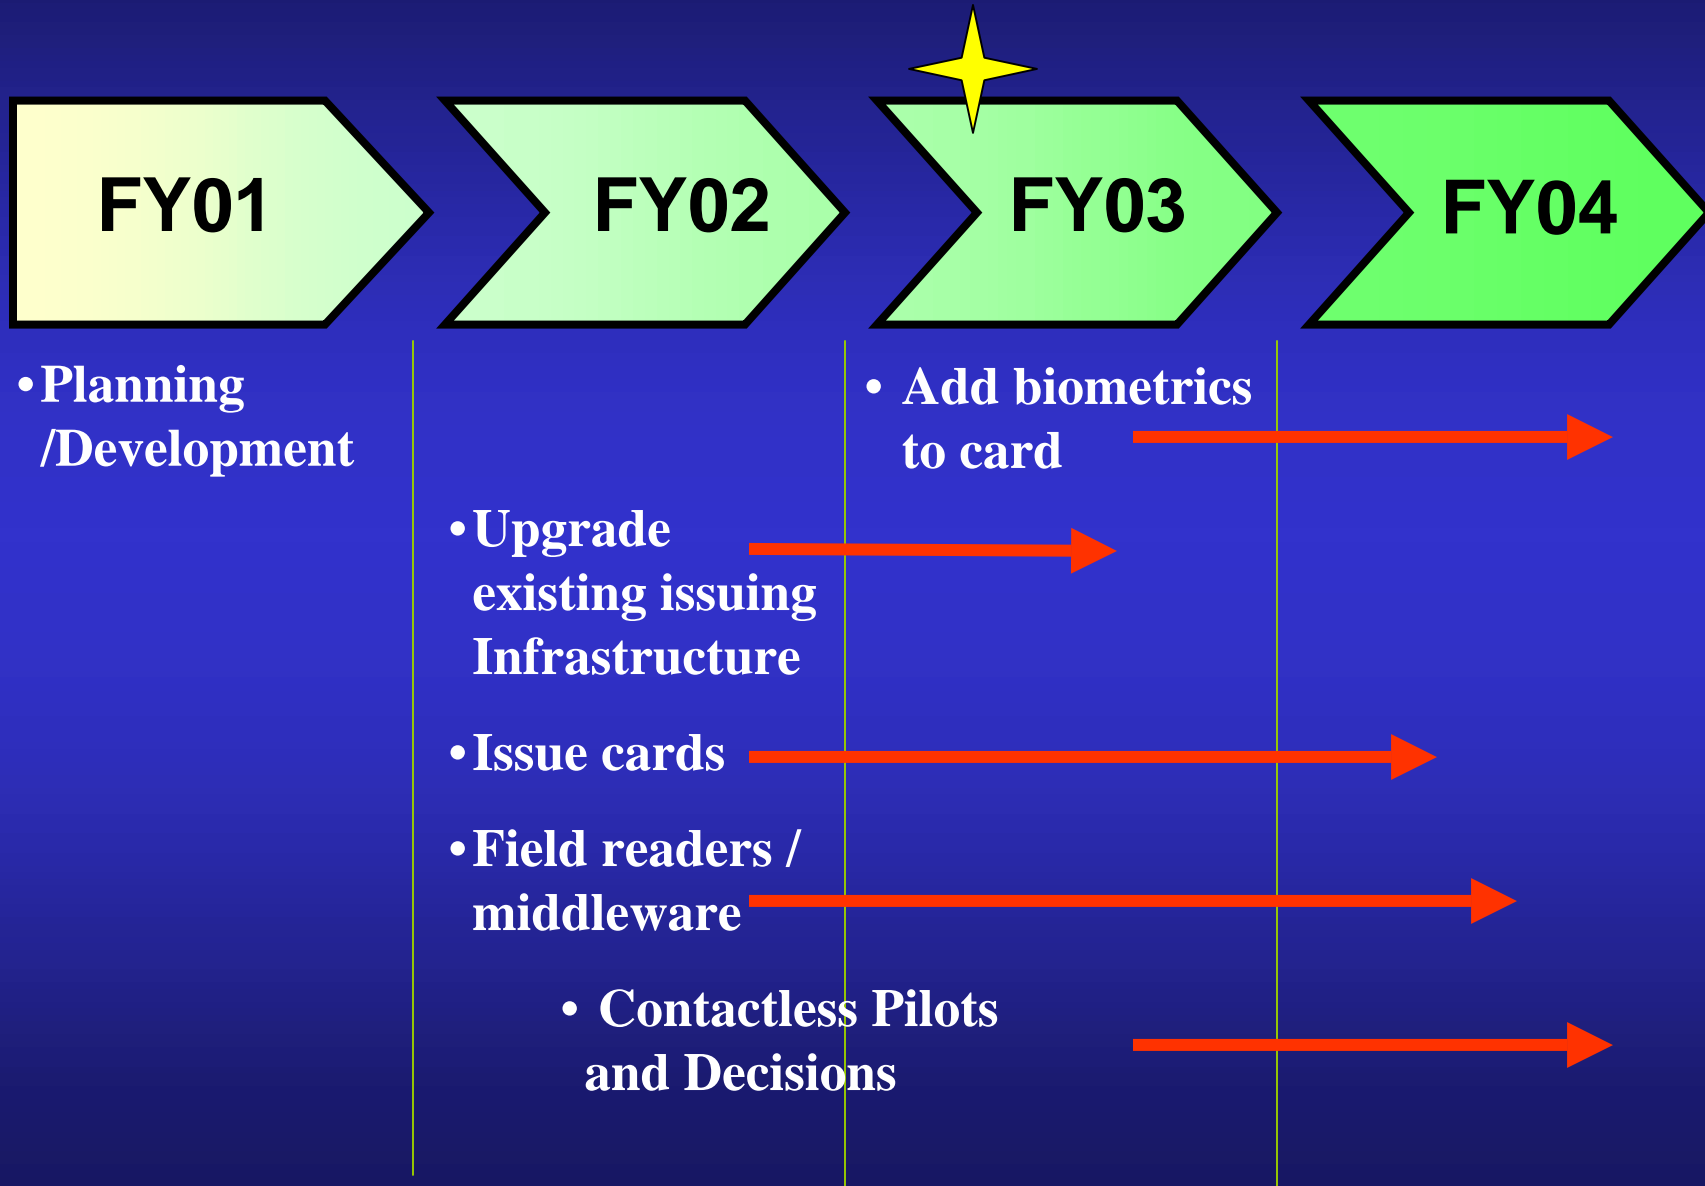 FY01
FY02
FY03
FY04
•Planning
/Development
• Add biometrics
to card
•Upgrade
existing issuing
Infrastructure
•Issue cards
•Field readers /
middleware
• Contactless Pilots
and Decisions